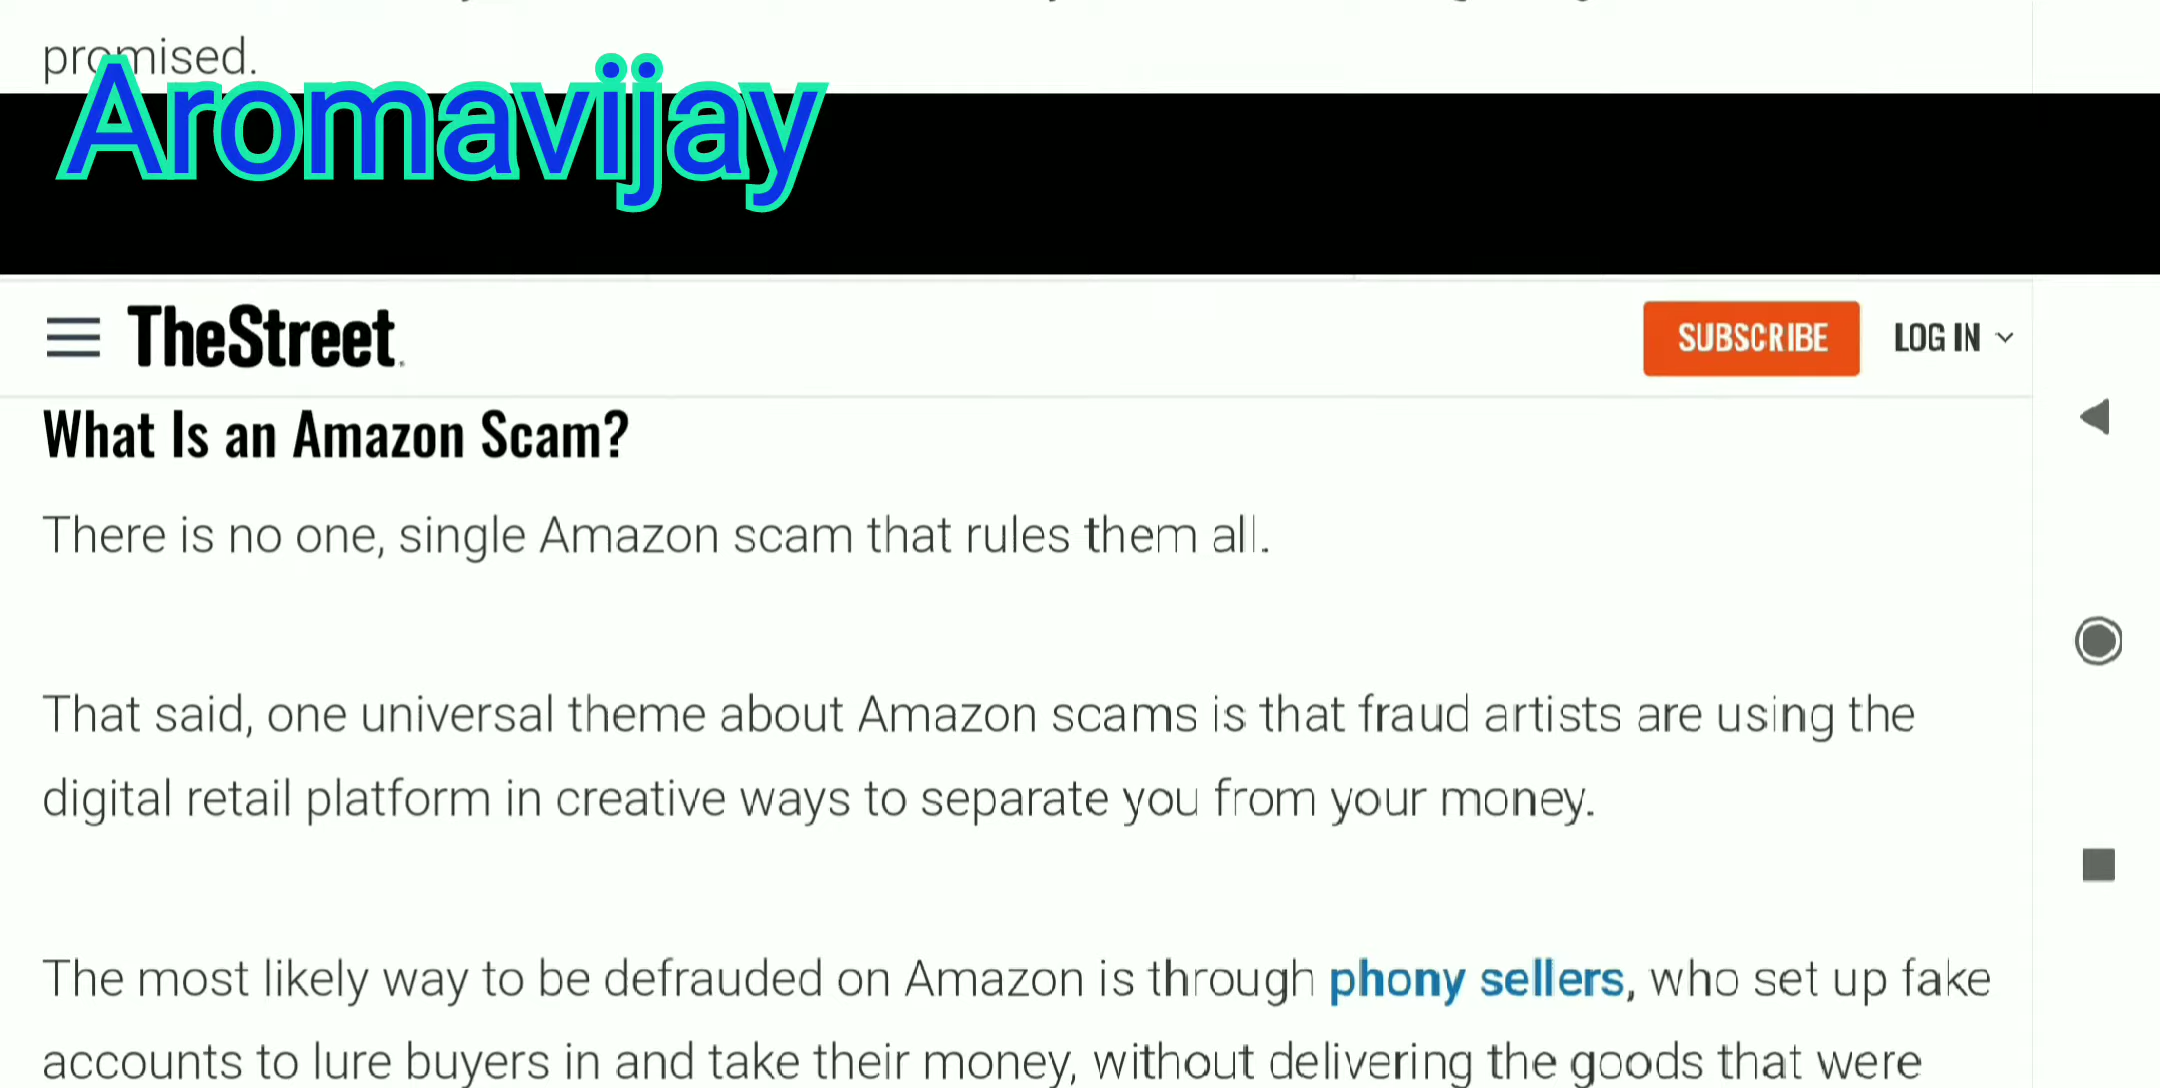 promised.
Aromavijay
TheStreet.
SUBSCRIBE
LOG IN
What Is an Amazon Scam?
There is no one, single Amazon scam that rules them all.
That said, one universal theme about Amazon scams is that fraud artists are using the
digital retail platform in creative ways to separate you from your money.
The most likely way to be defrauded on Amazon is through phony sellers, who set up fake
accounts to lure buyers in and take their money, without delivering the goods that were